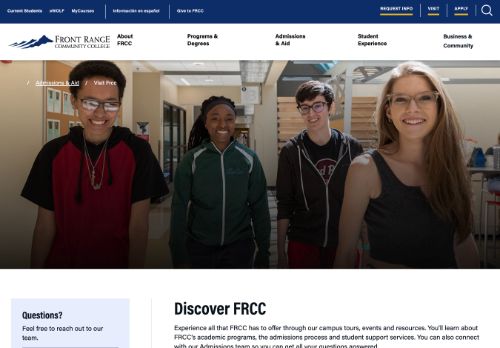 Current Students eWOLF MyCourses Información en español Give to FRCC REQUEST INFO VISIT APPLY
FRONT RANGE
COMMUNITY COLLEGE
About
FRCC
Programs &
Degrees
Admissions
& Aid
Student
Experience
Business &
Community
/ Admissions & Aid / Visit Frcc
Questions?
Feel free to reach out to our
team.
Discover FRCC
Experience all that FRCC has to offer through our campus tours, events and resources. You'll learn about
FRCC's academic programs, the admissions process and student support services. You can also connect
with our Admissions team so you can get all your questions answered.